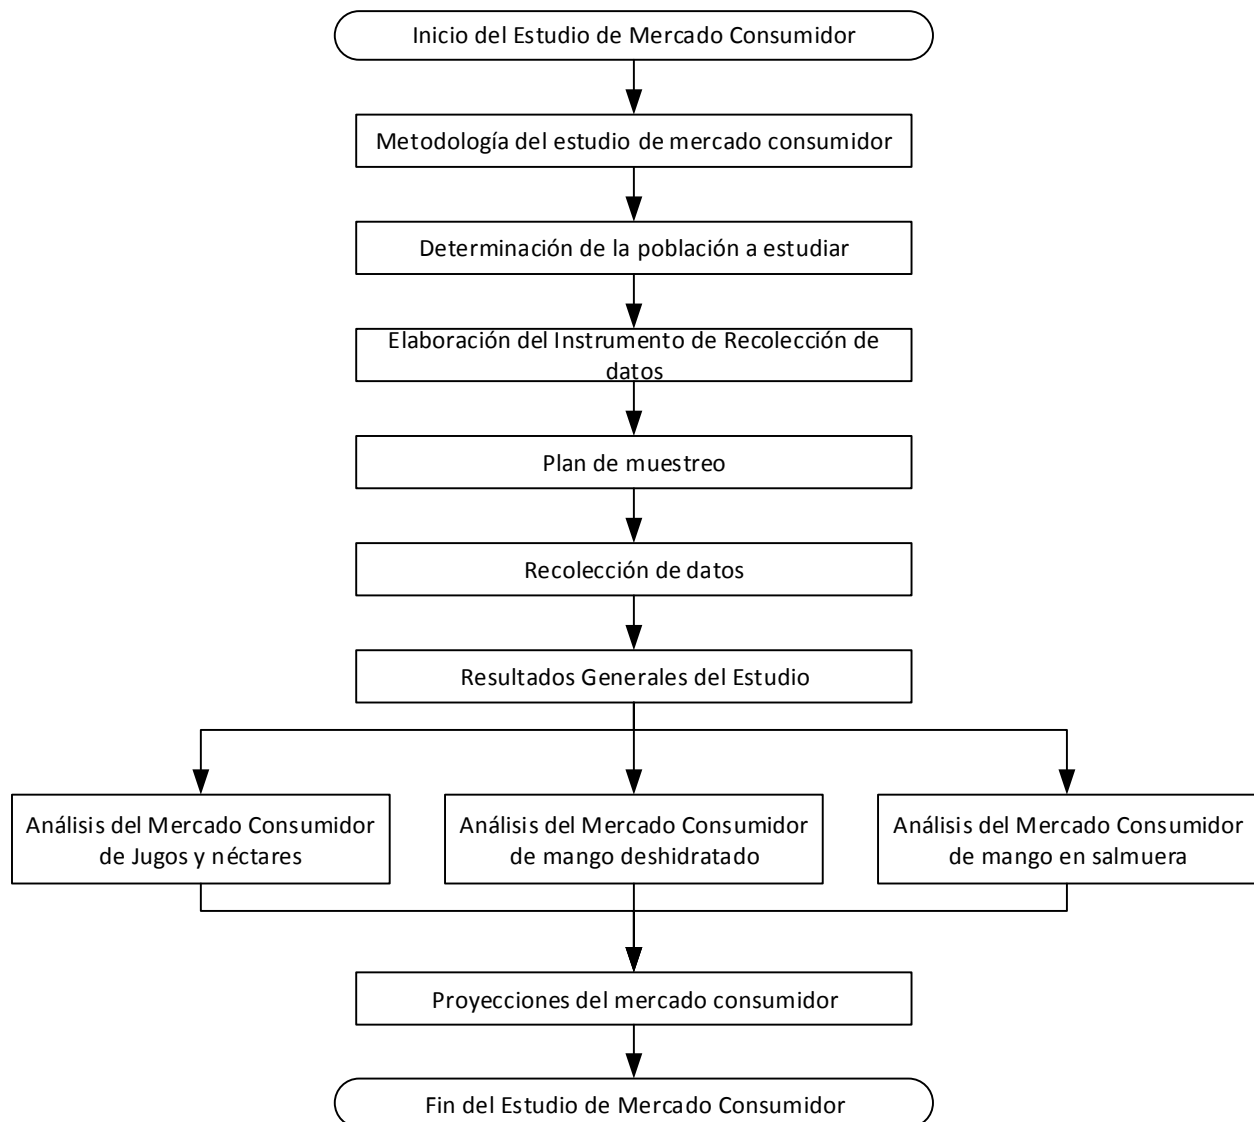 Inicio del Estudio de Mercado Consumidor
Metodología del estudio de mercado consumidor
Determinación de la población a estudiar
Elaboración del Instrumento de Recolección de
datos
Plan de muestreo
Recolección de datos
Resultados Generales del Estudio
Análisis del Mercado Consumidor
de Jugos y néctares
Análisis del Mercado Consumidor
de mango deshidratado
Análisis del Mercado Consumidor
de mango en salmuera
Proyecciones del mercado consumidor
Fin del Estudio de Mercado Consumidor